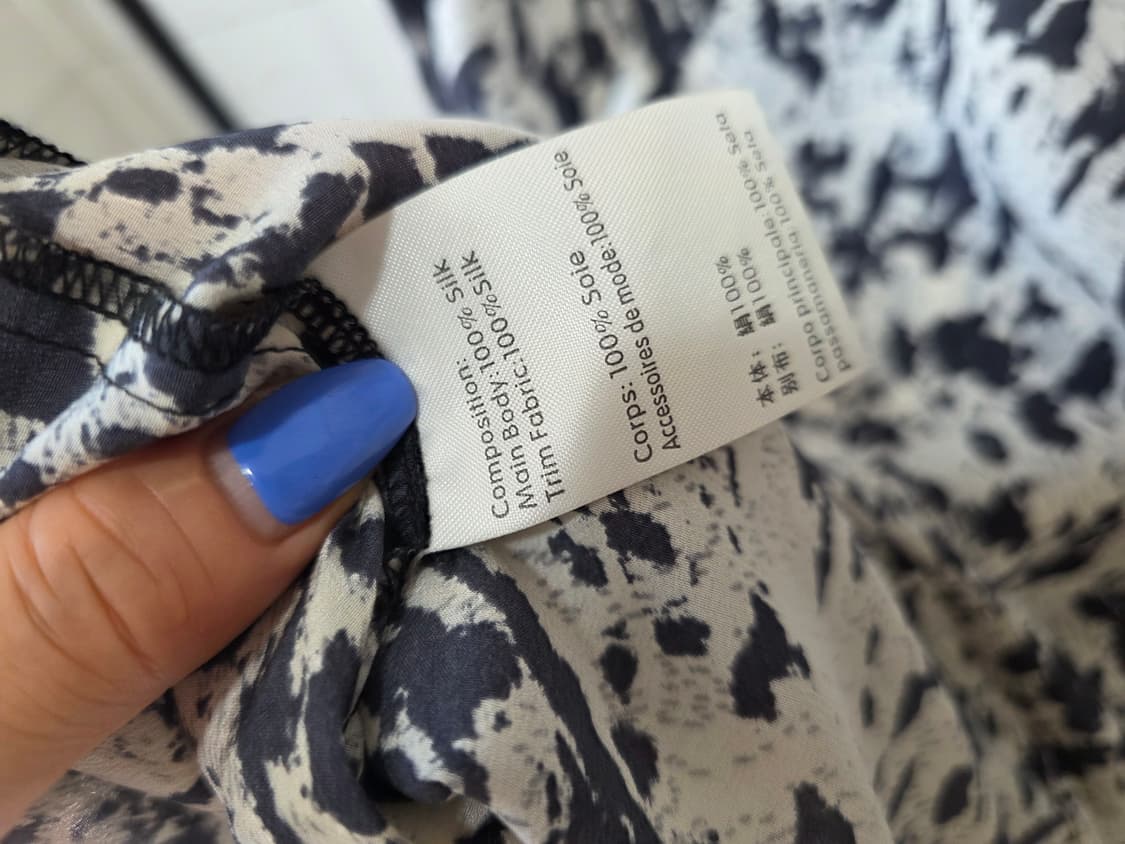 Composition:
Main Body:100% Silk
Trim Fabric:100%Silk
Corps: 100% Soie
Accessoires de mode:100% Soie
本体: 絹100%
別布: 絹100%
Corpo principale:100% Seta
passamaneria 100% Seta